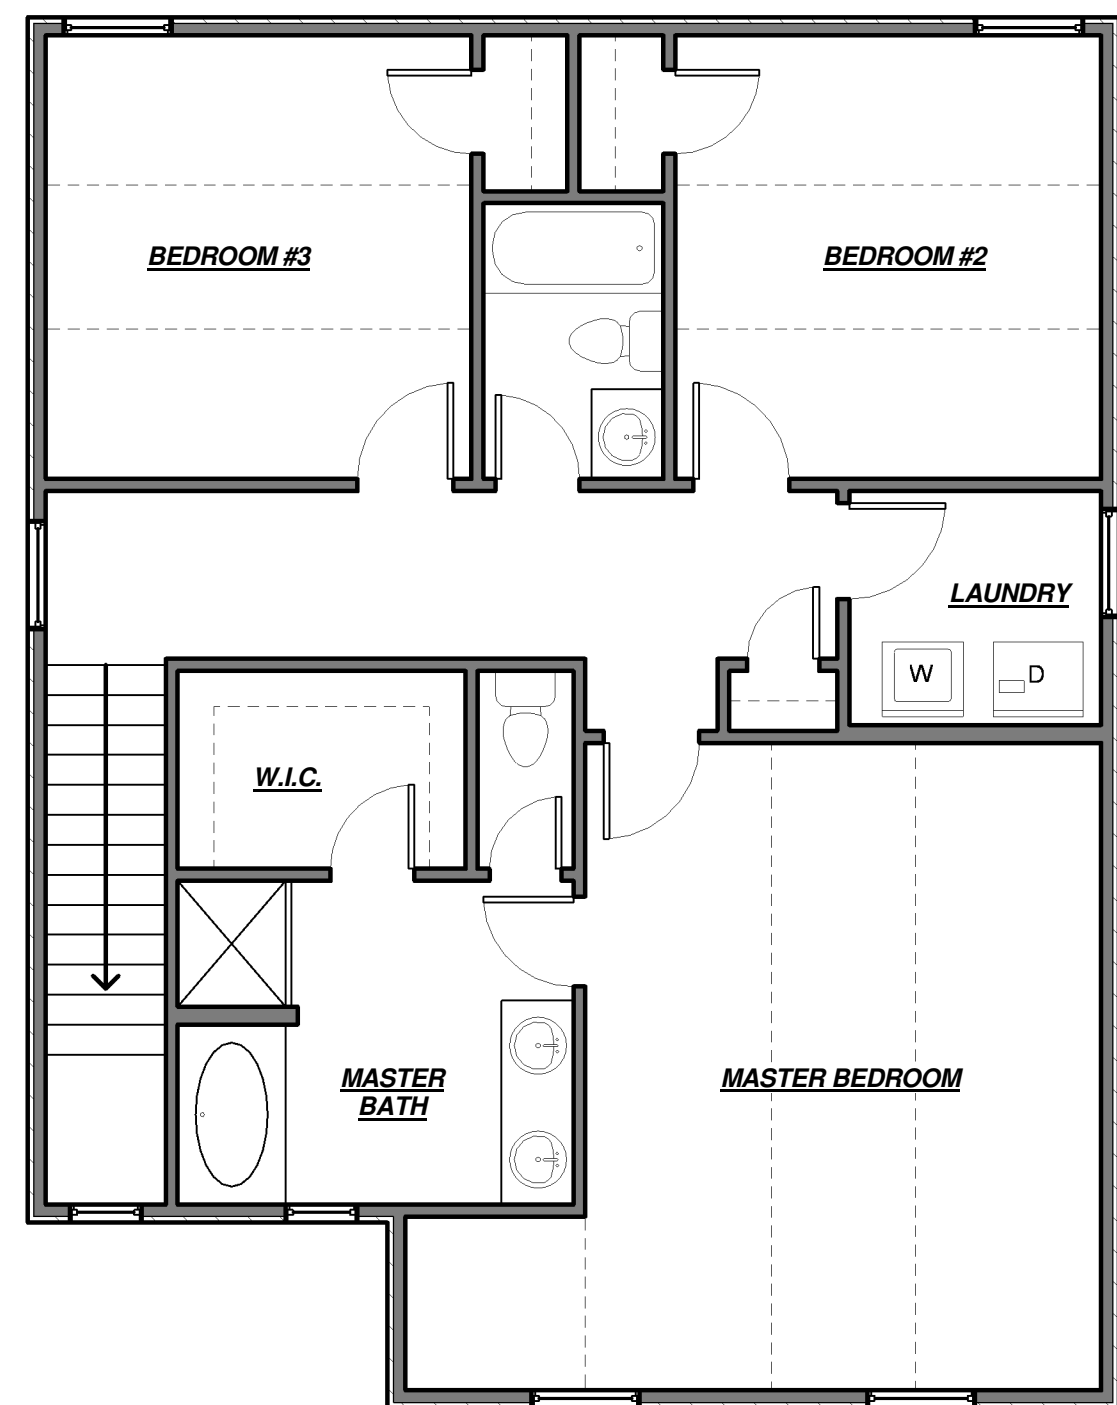 BEDROOM #3
BEDROOM #2
LAUNDRY
W
D
W.I.C.
MASTER
BATH
MASTER BEDROOM